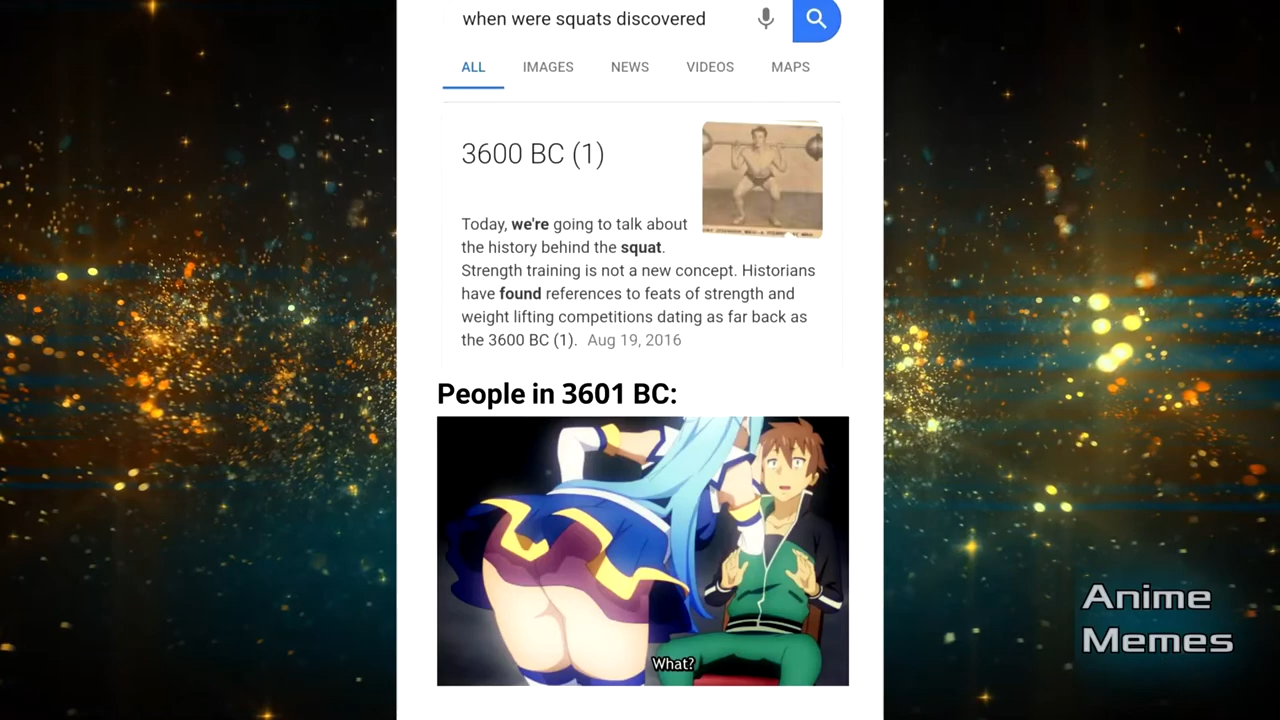 when were squats discovered
ALL IMAGES NEWS VIDEOS MAPS
3600 BC (1)
Today, we're going to talk about
the history behind the squat.
Strength training is not a new concept. Historians
have found references to feats of strength and
weight lifting competitions dating as far back as
the 3600 BC (1). Aug 19, 2016
People in 3601 BC:
What?
Anime
Memes